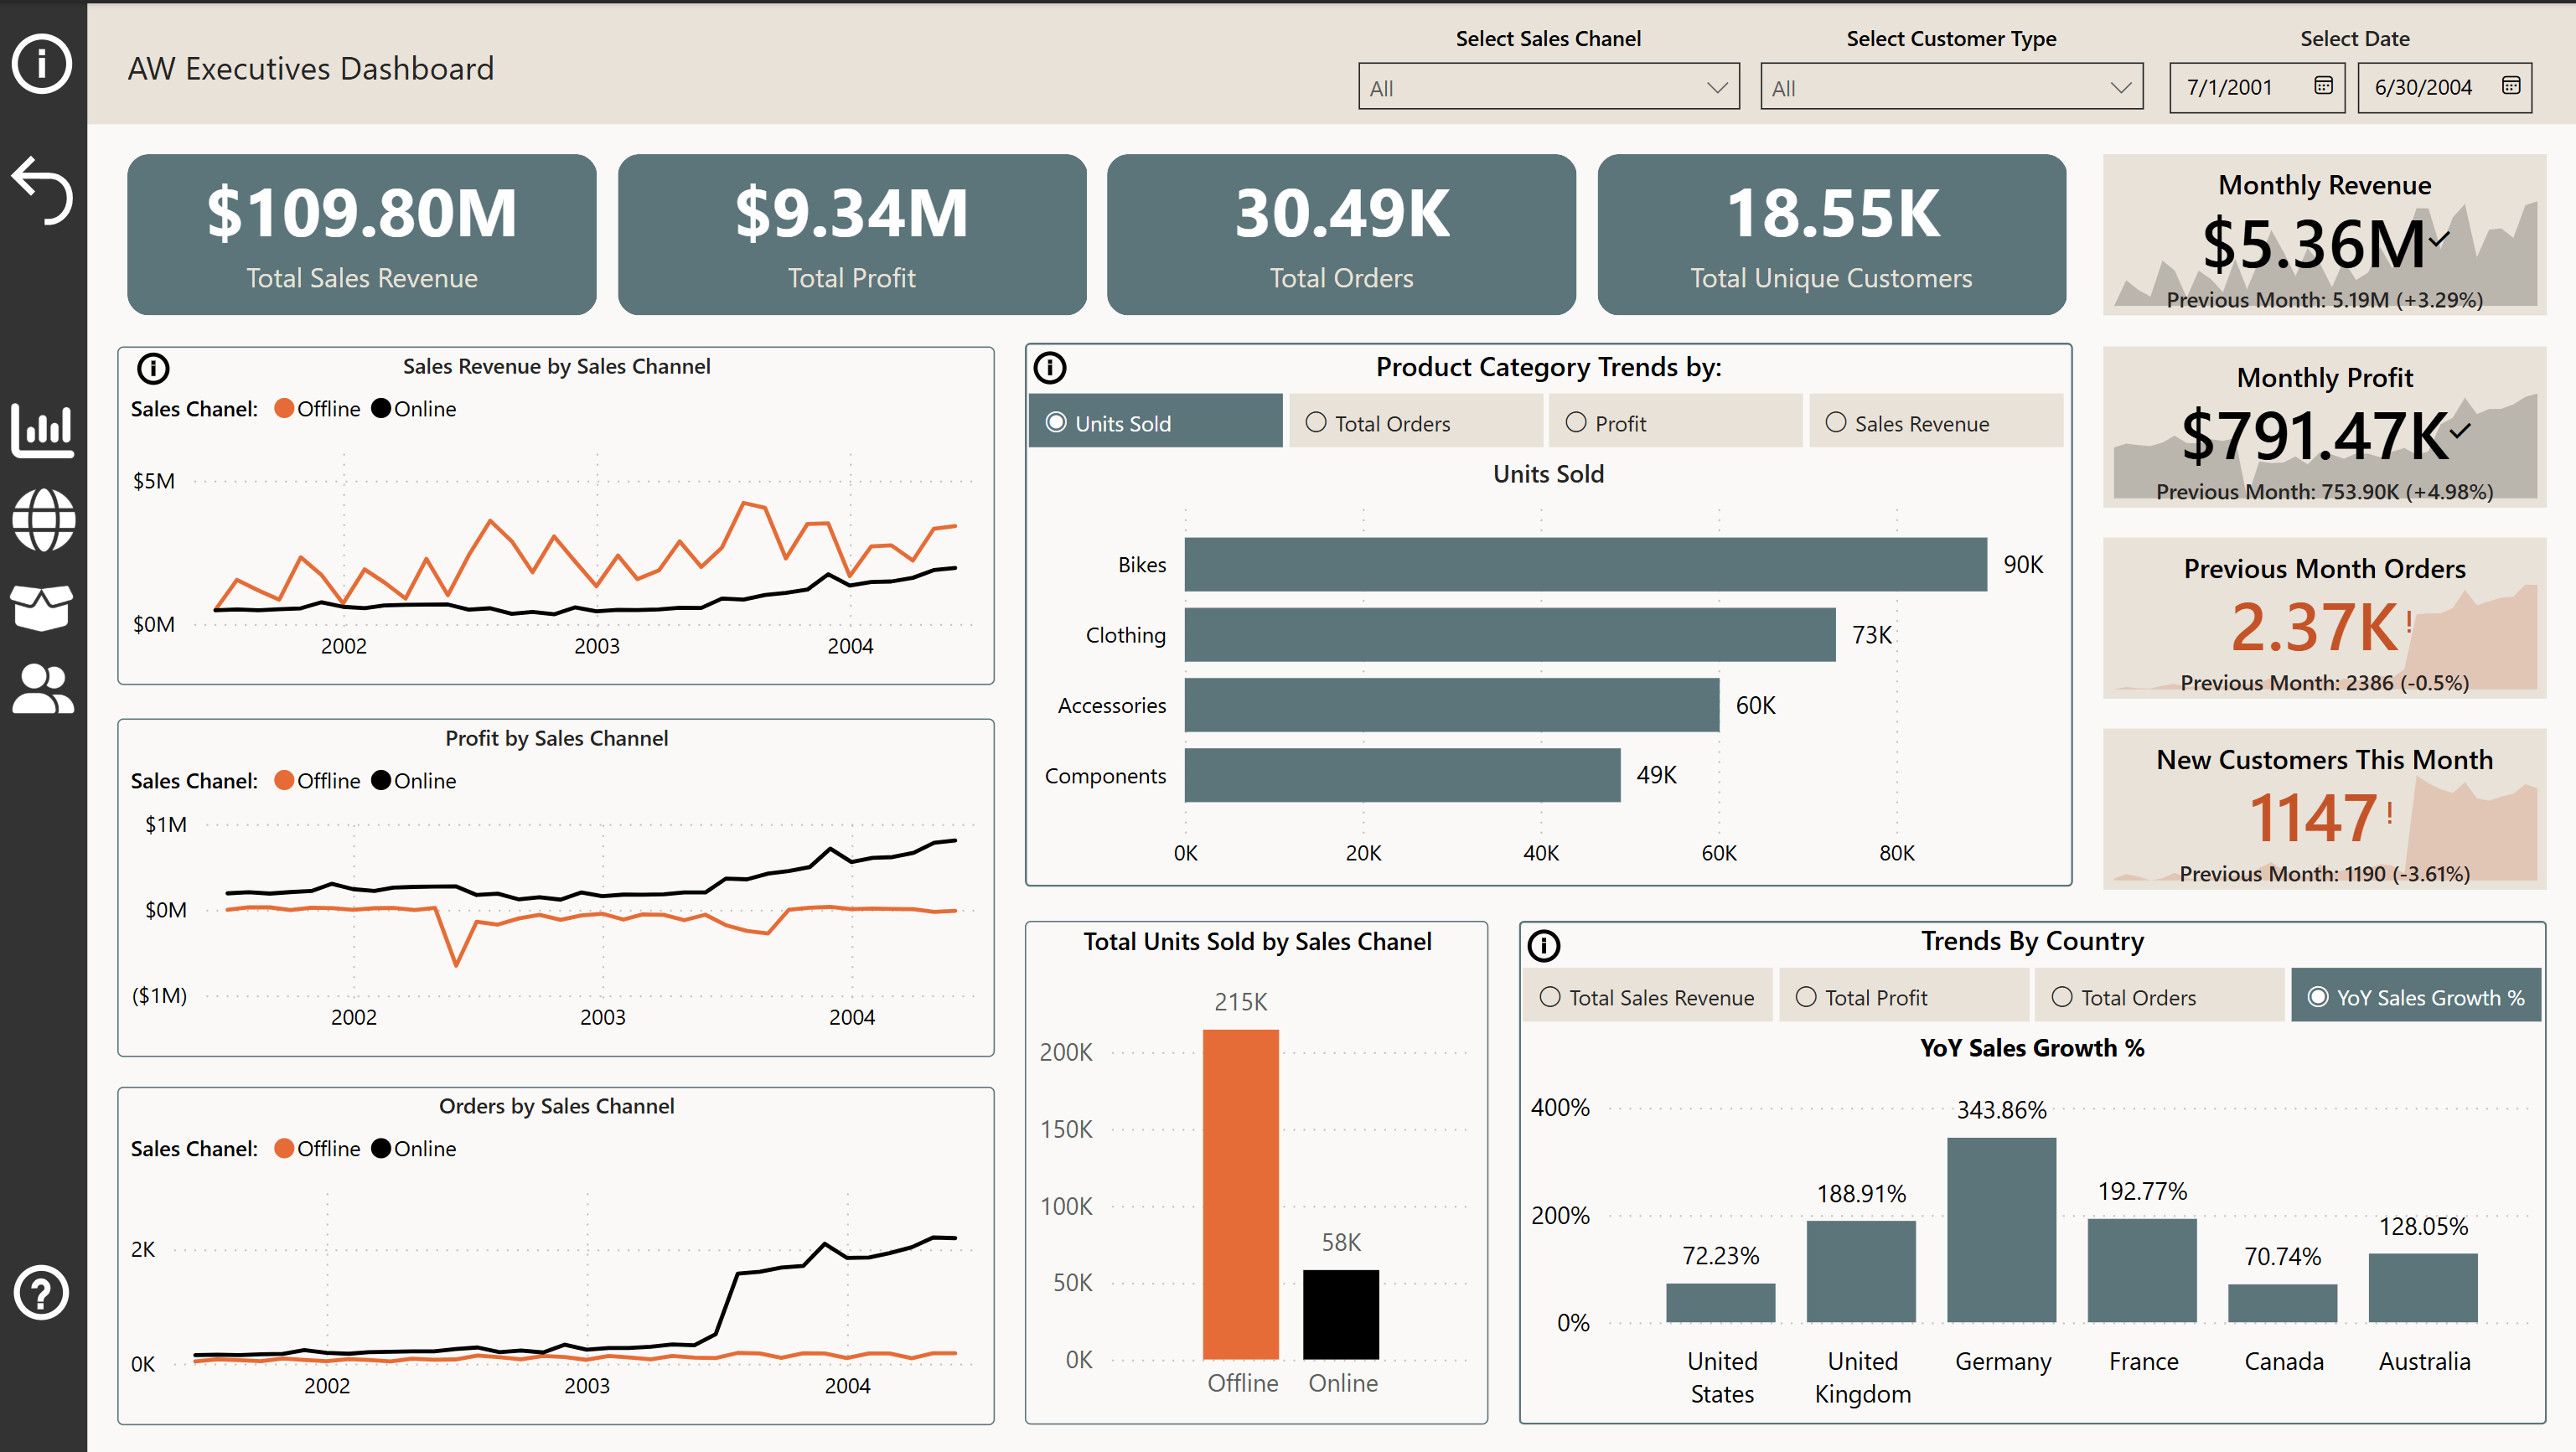 AW Executives Dashboard
Select Sales Chanel
All
Select Customer Type
All
Select Date
7/1/2001
6/30/2004
$109.80M
Total Sales Revenue
$9.34M
Total Profit
30.49K
Total Orders
18.55K
Total Unique Customers
Monthly Revenue
$5.36M
Previous Month: 5.19M (+3.29%)
Monthly Profit
$791.47K
Previous Month: 753.90K (+4.98%)
Previous Month Orders
2.37K!
Previous Month: 2386 (-0.5%)
New Customers This Month
1147!
Previous Month: 1190 (-3.61%)
Sales Revenue by Sales Channel
Sales Chanel: Offline Online
$5M
$0M
2002 2003 2004
Profit by Sales Channel
Sales Chanel: Offline Online
$1M
$0M
($1M)
2002 2003 2004
Orders by Sales Channel
Sales Chanel: Offline Online
2K
0K
2002 2003 2004
Product Category Trends by:
Units Sold Total Orders Profit Sales Revenue
Units Sold
Bikes 90K
Clothing 73K
Accessories 60K
Components 49K
0K 20K 40K 60K 80K
Total Units Sold by Sales Chanel
215K
58K
200K
150K
100K
50K
0K
Offline Online
Trends By Country
Total Sales Revenue Total Profit Total Orders YoY Sales Growth %
YoY Sales Growth %
400%
200%
0%
72.23% 188.91% 343.86% 192.77% 70.74% 128.05%
United States
United Kingdom
Germany
France
Canada
Australia